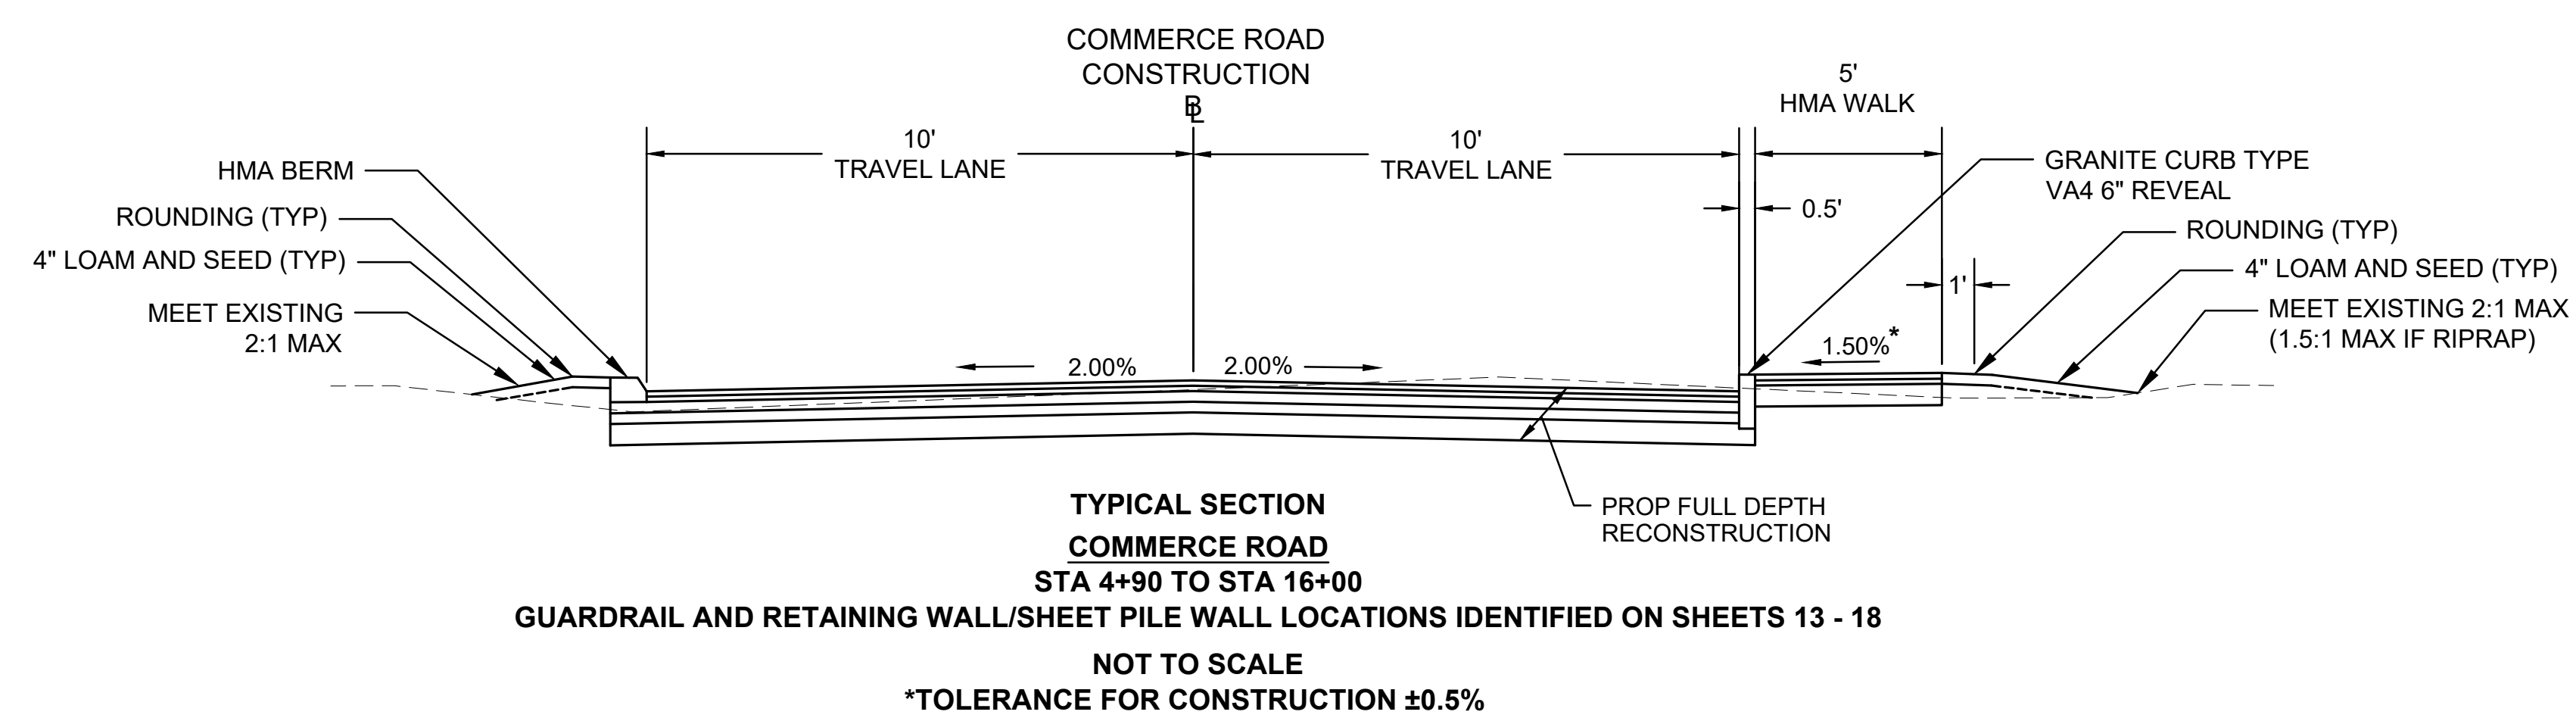 COMMERCE ROAD
CONSTRUCTION
BL
5'
HMA WALK
10'
TRAVEL LANE
10'
TRAVEL LANE
HMA BERM
ROUNDING (TYP)
4" LOAM AND SEED (TYP)
MEET EXISTING
2:1 MAX
GRANITE CURB TYPE
VA4 6" REVEAL
0.5'
ROUNDING (TYP)
4" LOAM AND SEED (TYP)
1'
MEET EXISTING 2:1 MAX
(1.5:1 MAX IF RIPRAP)
2.00%
2.00%
1.50%*
PROP FULL DEPTH
RECONSTRUCTION
TYPICAL SECTION
COMMERCE ROAD
STA 4+90 TO STA 16+00
GUARDRAIL AND RETAINING WALL/SHEET PILE WALL LOCATIONS IDENTIFIED ON SHEETS 13 - 18
NOT TO SCALE
*TOLERANCE FOR CONSTRUCTION ±0.5%